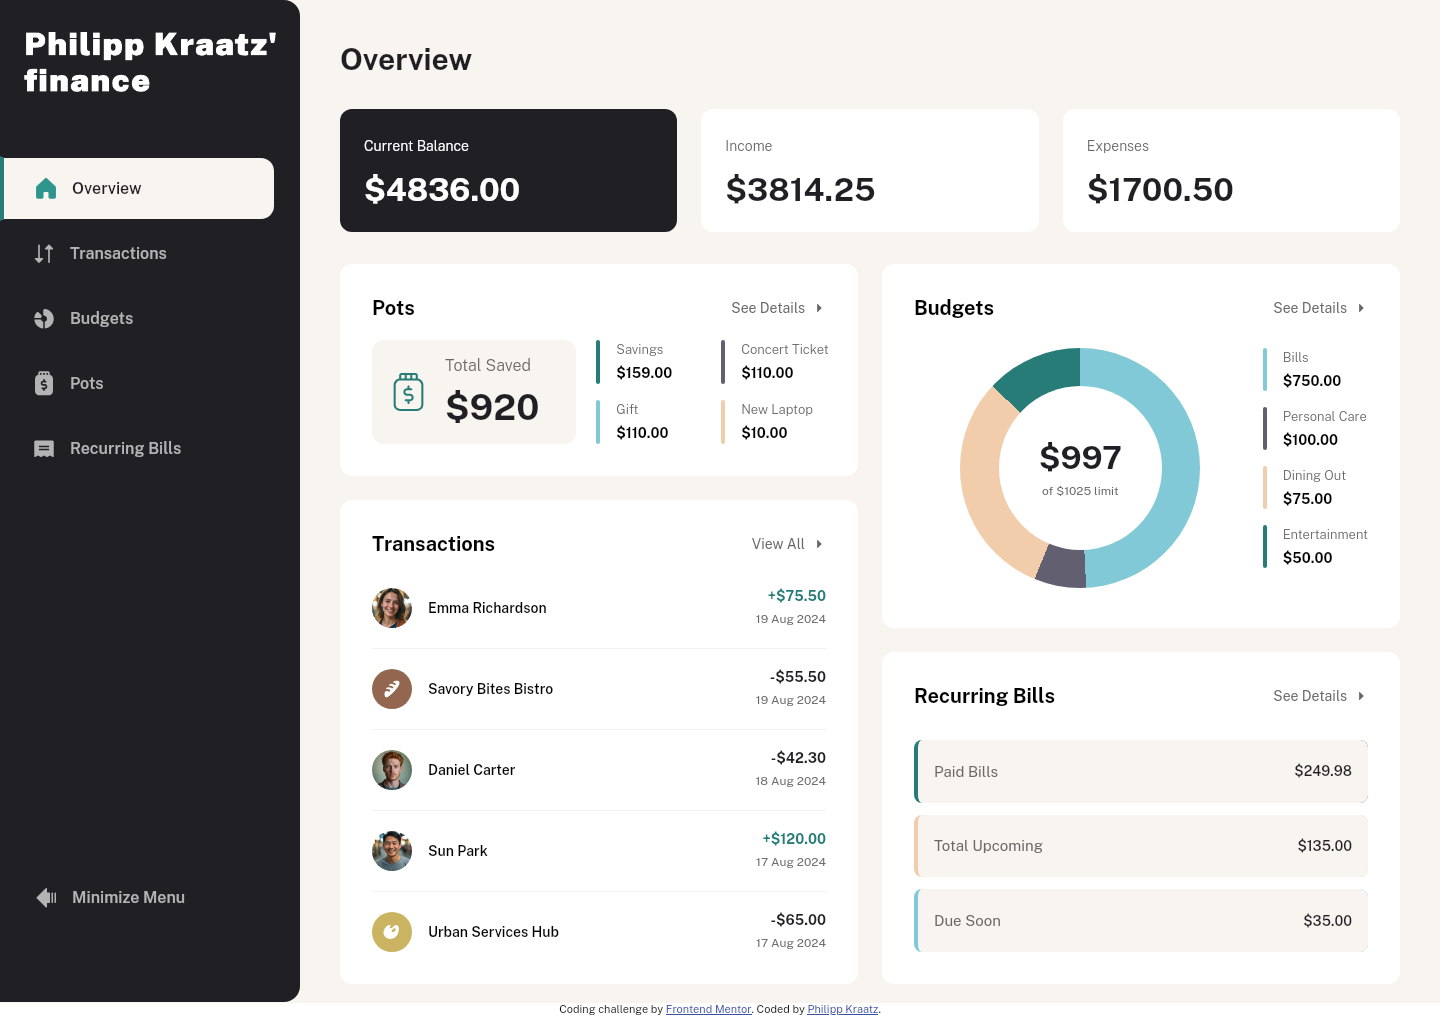 Philipp Kraatz'
finance
Overview
Transactions
Budgets
Pots
Recurring Bills
Minimize Menu
Overview
Current Balance
$4836.00
Income
$3814.25
Expenses
$1700.50
Pots
See Details
Total Saved
$920
Savings
$159.00
Concert Ticket
$110.00
Gift
$110.00
New Laptop
$10.00
Transactions
View All
Emma Richardson
+$75.50
19 Aug 2024
Savory Bites Bistro
-$55.50
19 Aug 2024
Daniel Carter
-$42.30
18 Aug 2024
Sun Park
+$120.00
17 Aug 2024
Urban Services Hub
-$65.00
17 Aug 2024
Budgets
See Details
$997
of $1025 limit
Bills
$750.00
Personal Care
$100.00
Dining Out
$75.00
Entertainment
$50.00
Recurring Bills
See Details
Paid Bills
$249.98
Total Upcoming
$135.00
Due Soon
$35.00
Coding challenge by Frontend Mentor. Coded by Philipp Kraatz.